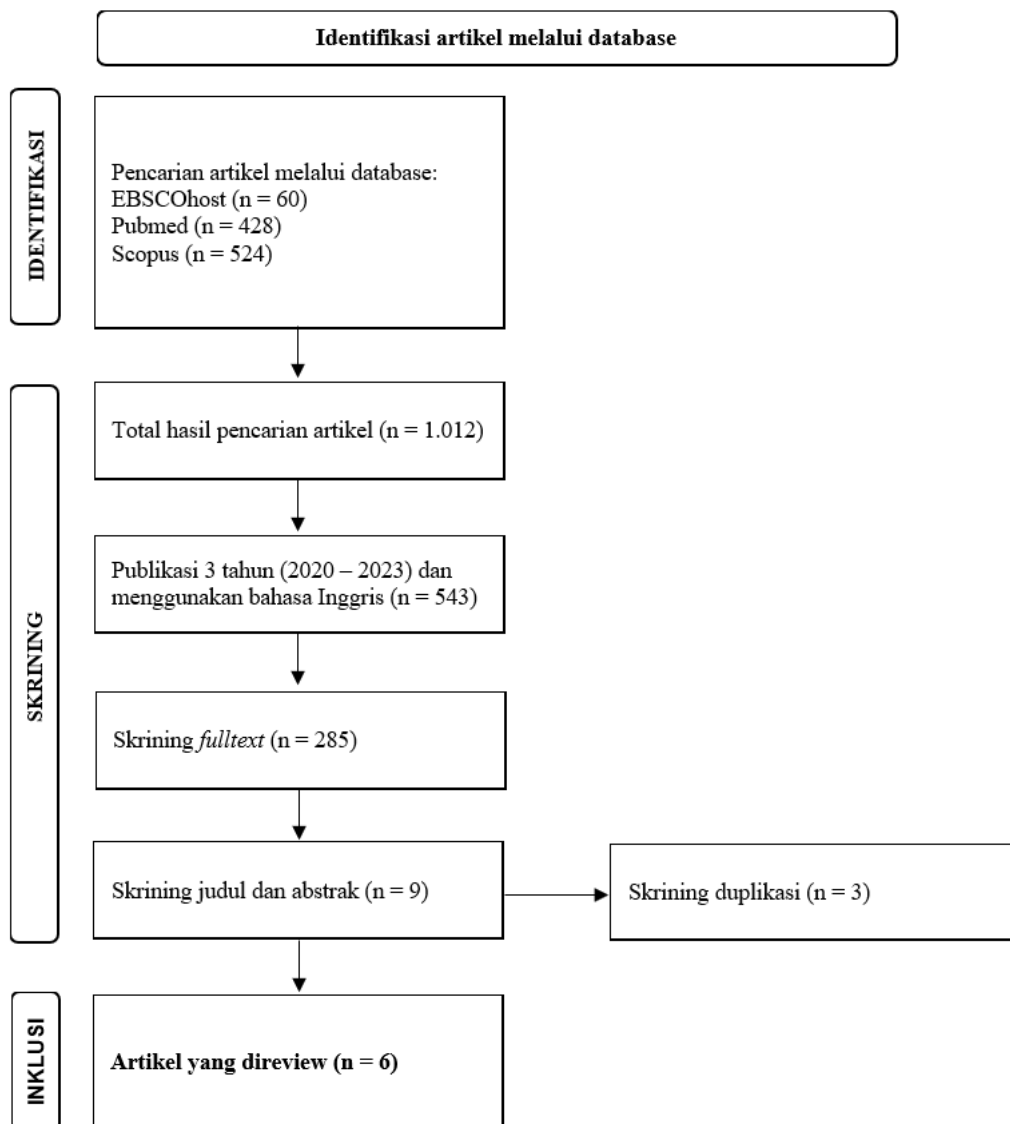 Identifikasi artikel melalui database
IDENTIFIKASI
Pencarian artikel melalui database:
EBSCOhost (n = 60)
Pubmed (n = 428)
Scopus (n = 524)
SKRINING
Total hasil pencarian artikel (n = 1.012)
Publikasi 3 tahun (2020 – 2023) dan
menggunakan bahasa Inggris (n = 543)
Skrining fulltext (n = 285)
Skrining judul dan abstrak (n = 9)
Skrining duplikasi (n = 3)
INKLUSI
Artikel yang direview (n = 6)